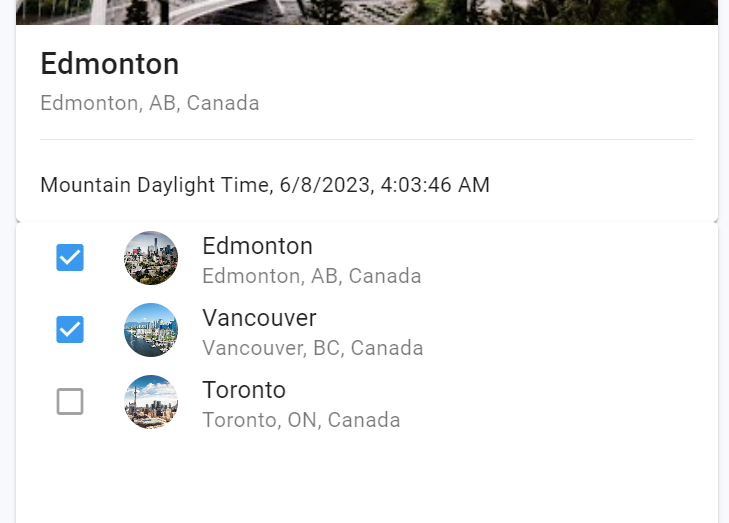 Edmonton
Edmonton, AB, Canada
Mountain Daylight Time, 6/8/2023, 4:03:46 AM
Edmonton
Edmonton, AB, Canada
Vancouver
Vancouver, BC, Canada
Toronto
Toronto, ON, Canada